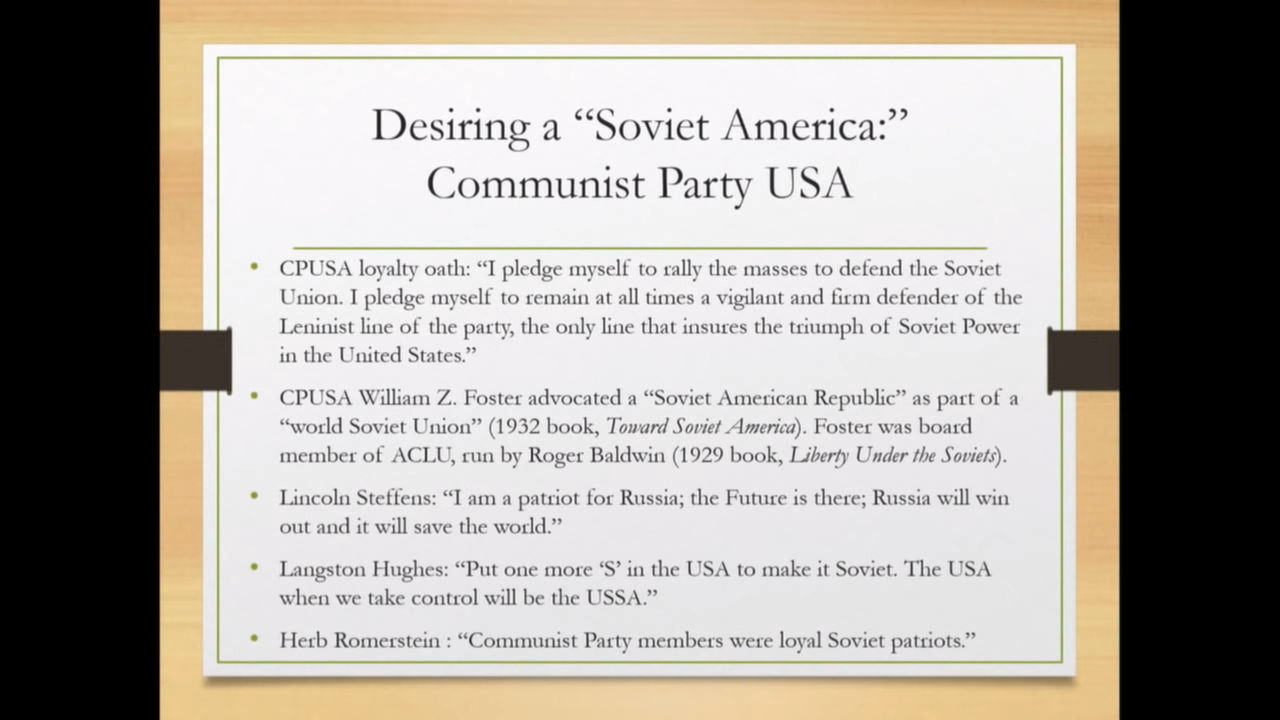 Desiring a “Soviet America:”
Communist Party USA
• CPUSA loyalty oath: “I pledge myself to rally the masses to defend the Soviet
Union. I pledge myself to remain at all times a vigilant and firm defender of the
Leninist line of the party, the only line that insures the triumph of Soviet Power
in the United States.”
• CPUSA William Z. Foster advocated a “Soviet American Republic” as part of a
“world Soviet Union” (1932 book, Toward Soviet America). Foster was board
member of ACLU, run by Roger Baldwin (1929 book, Liberty Under the Soviets).
• Lincoln Steffens: “I am a patriot for Russia; the Future is there; Russia will win
out and it will save the world.”
• Langston Hughes: “Put one more ‘S’ in the USA to make it Soviet. The USA
when we take control will be the USSA.”
• Herb Romerstein : “Communist Party members were loyal Soviet patriots.”